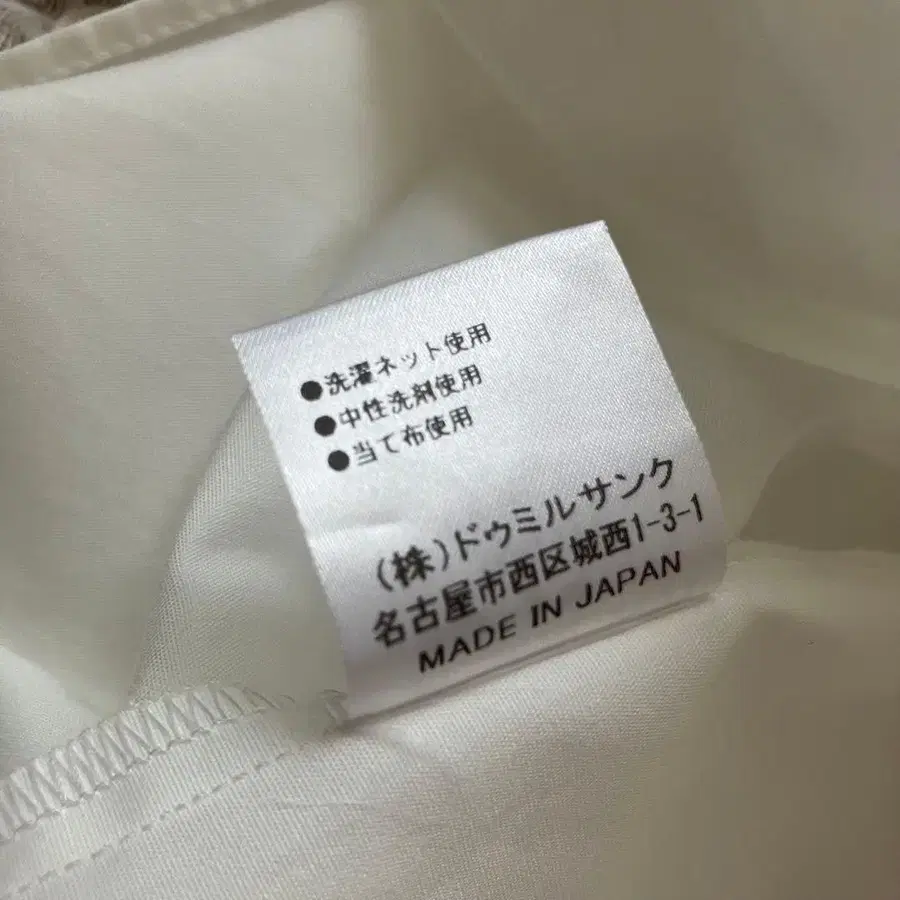 ●洗濯ネット使用
●中性洗剤使用
●当て布使用
(株)ドゥミルサンク
名古屋市西区城西1-3-1
MADE IN JAPAN